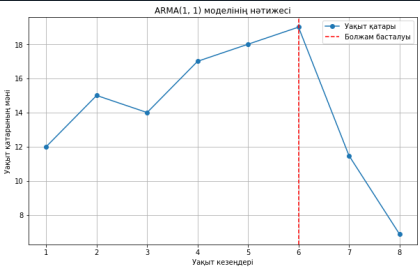 ARMA(1, 1) моделінің нәтижесі
Уақыт қатары
Болжам басталуы
Уақыт қатарының мәні
18
16
14
12
10
8
1 2 3 4 5 6 7 8
Уақыт кезеңдері